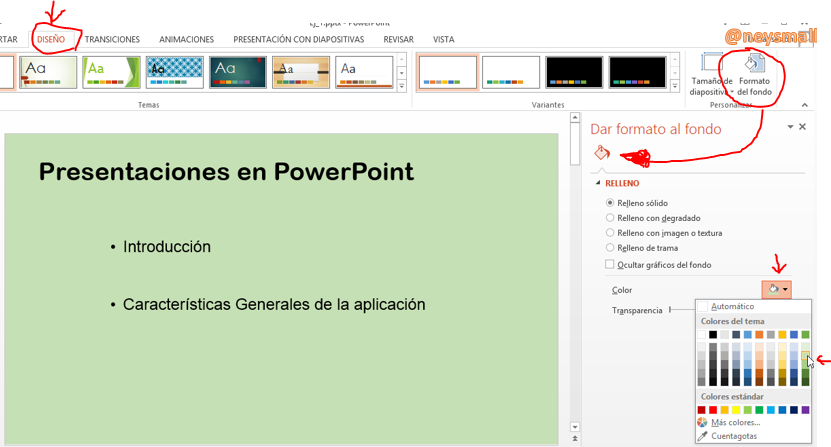 PowerPoint
@neysmall
RTAR DISEÑO TRANSICIONES ANIMACIONES PRESENTACIÓN CON DIAPOSITIVAS REVISAR VISTA
Aa Aa Aa Aa Aa Aa
Tamaño de diapositiva
Formato del fondo
Temas Variantes Personalizar
Dar formato al fondo
RELLENO
Relleno sólido
Relleno con degradado
Relleno con imagen o textura
Relleno de trama
Ocultar gráficos del fondo
Color
Transparencia
Automático
Colores del tema
Colores estándar
Más colores...
Cuentagotas
Presentaciones en PowerPoint
• Introducción
• Características Generales de la aplicación